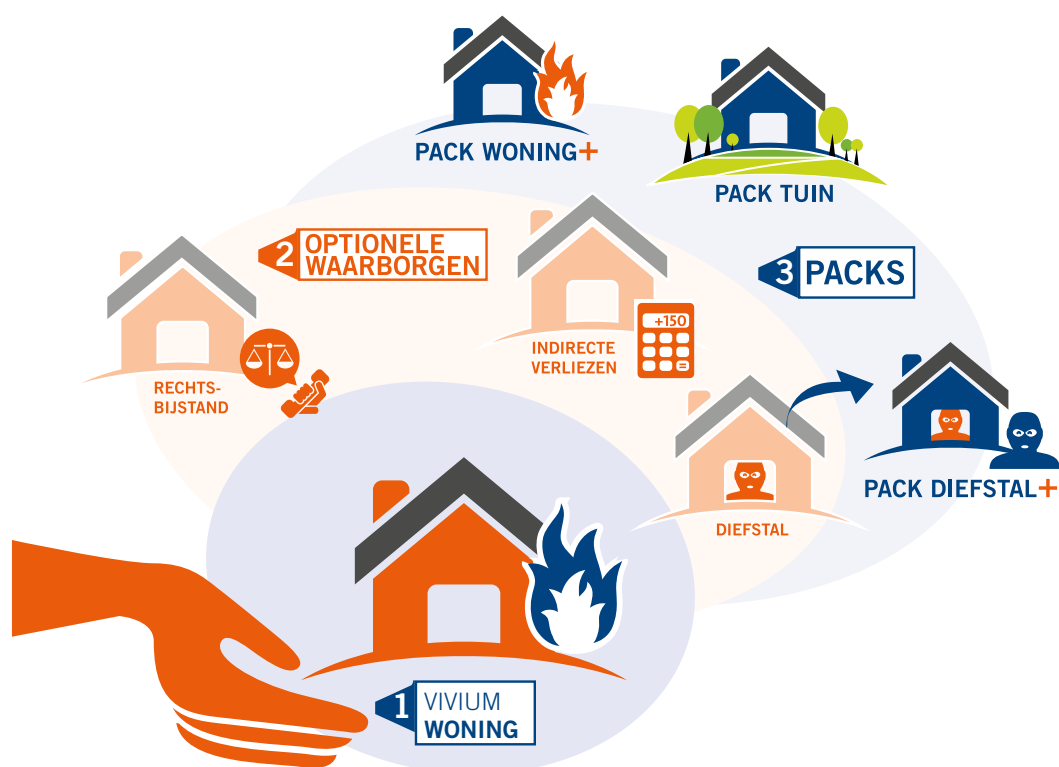 PACK WONING+
PACK TUIN
2 OPTIONELE
WAARBORGEN
3 PACKS
+150
=
INDIRECTE
VERLIEZEN
RECHTS-
BIJSTAND
PACK DIEFSTAL+
DIEFSTAL
1 VIVIUM
WONING